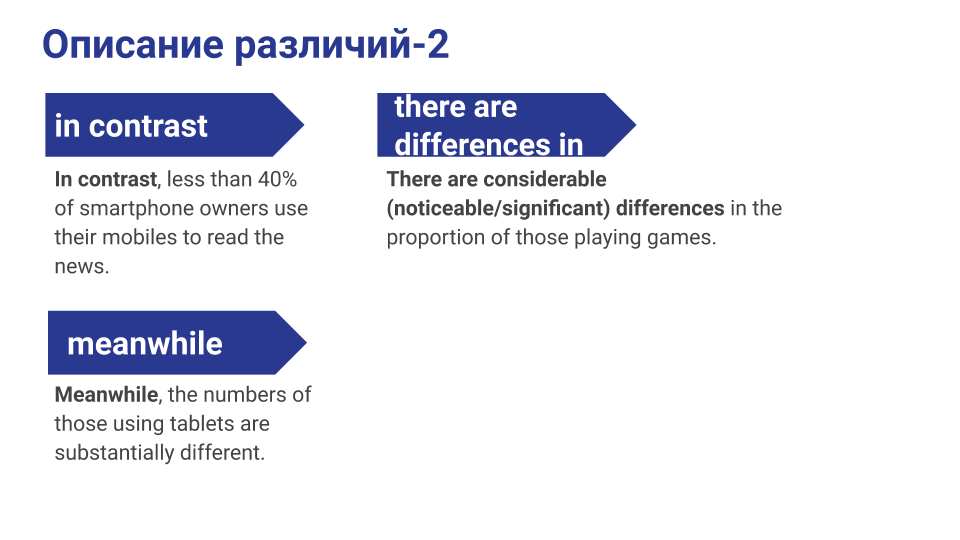 Описание различий-2
in contrast
In contrast, less than 40%
of smartphone owners use
their mobiles to read the
news.
there are
differences in
There are considerable
(noticeable/significant) differences in the
proportion of those playing games.
meanwhile
Meanwhile, the numbers of
those using tablets are
substantially different.